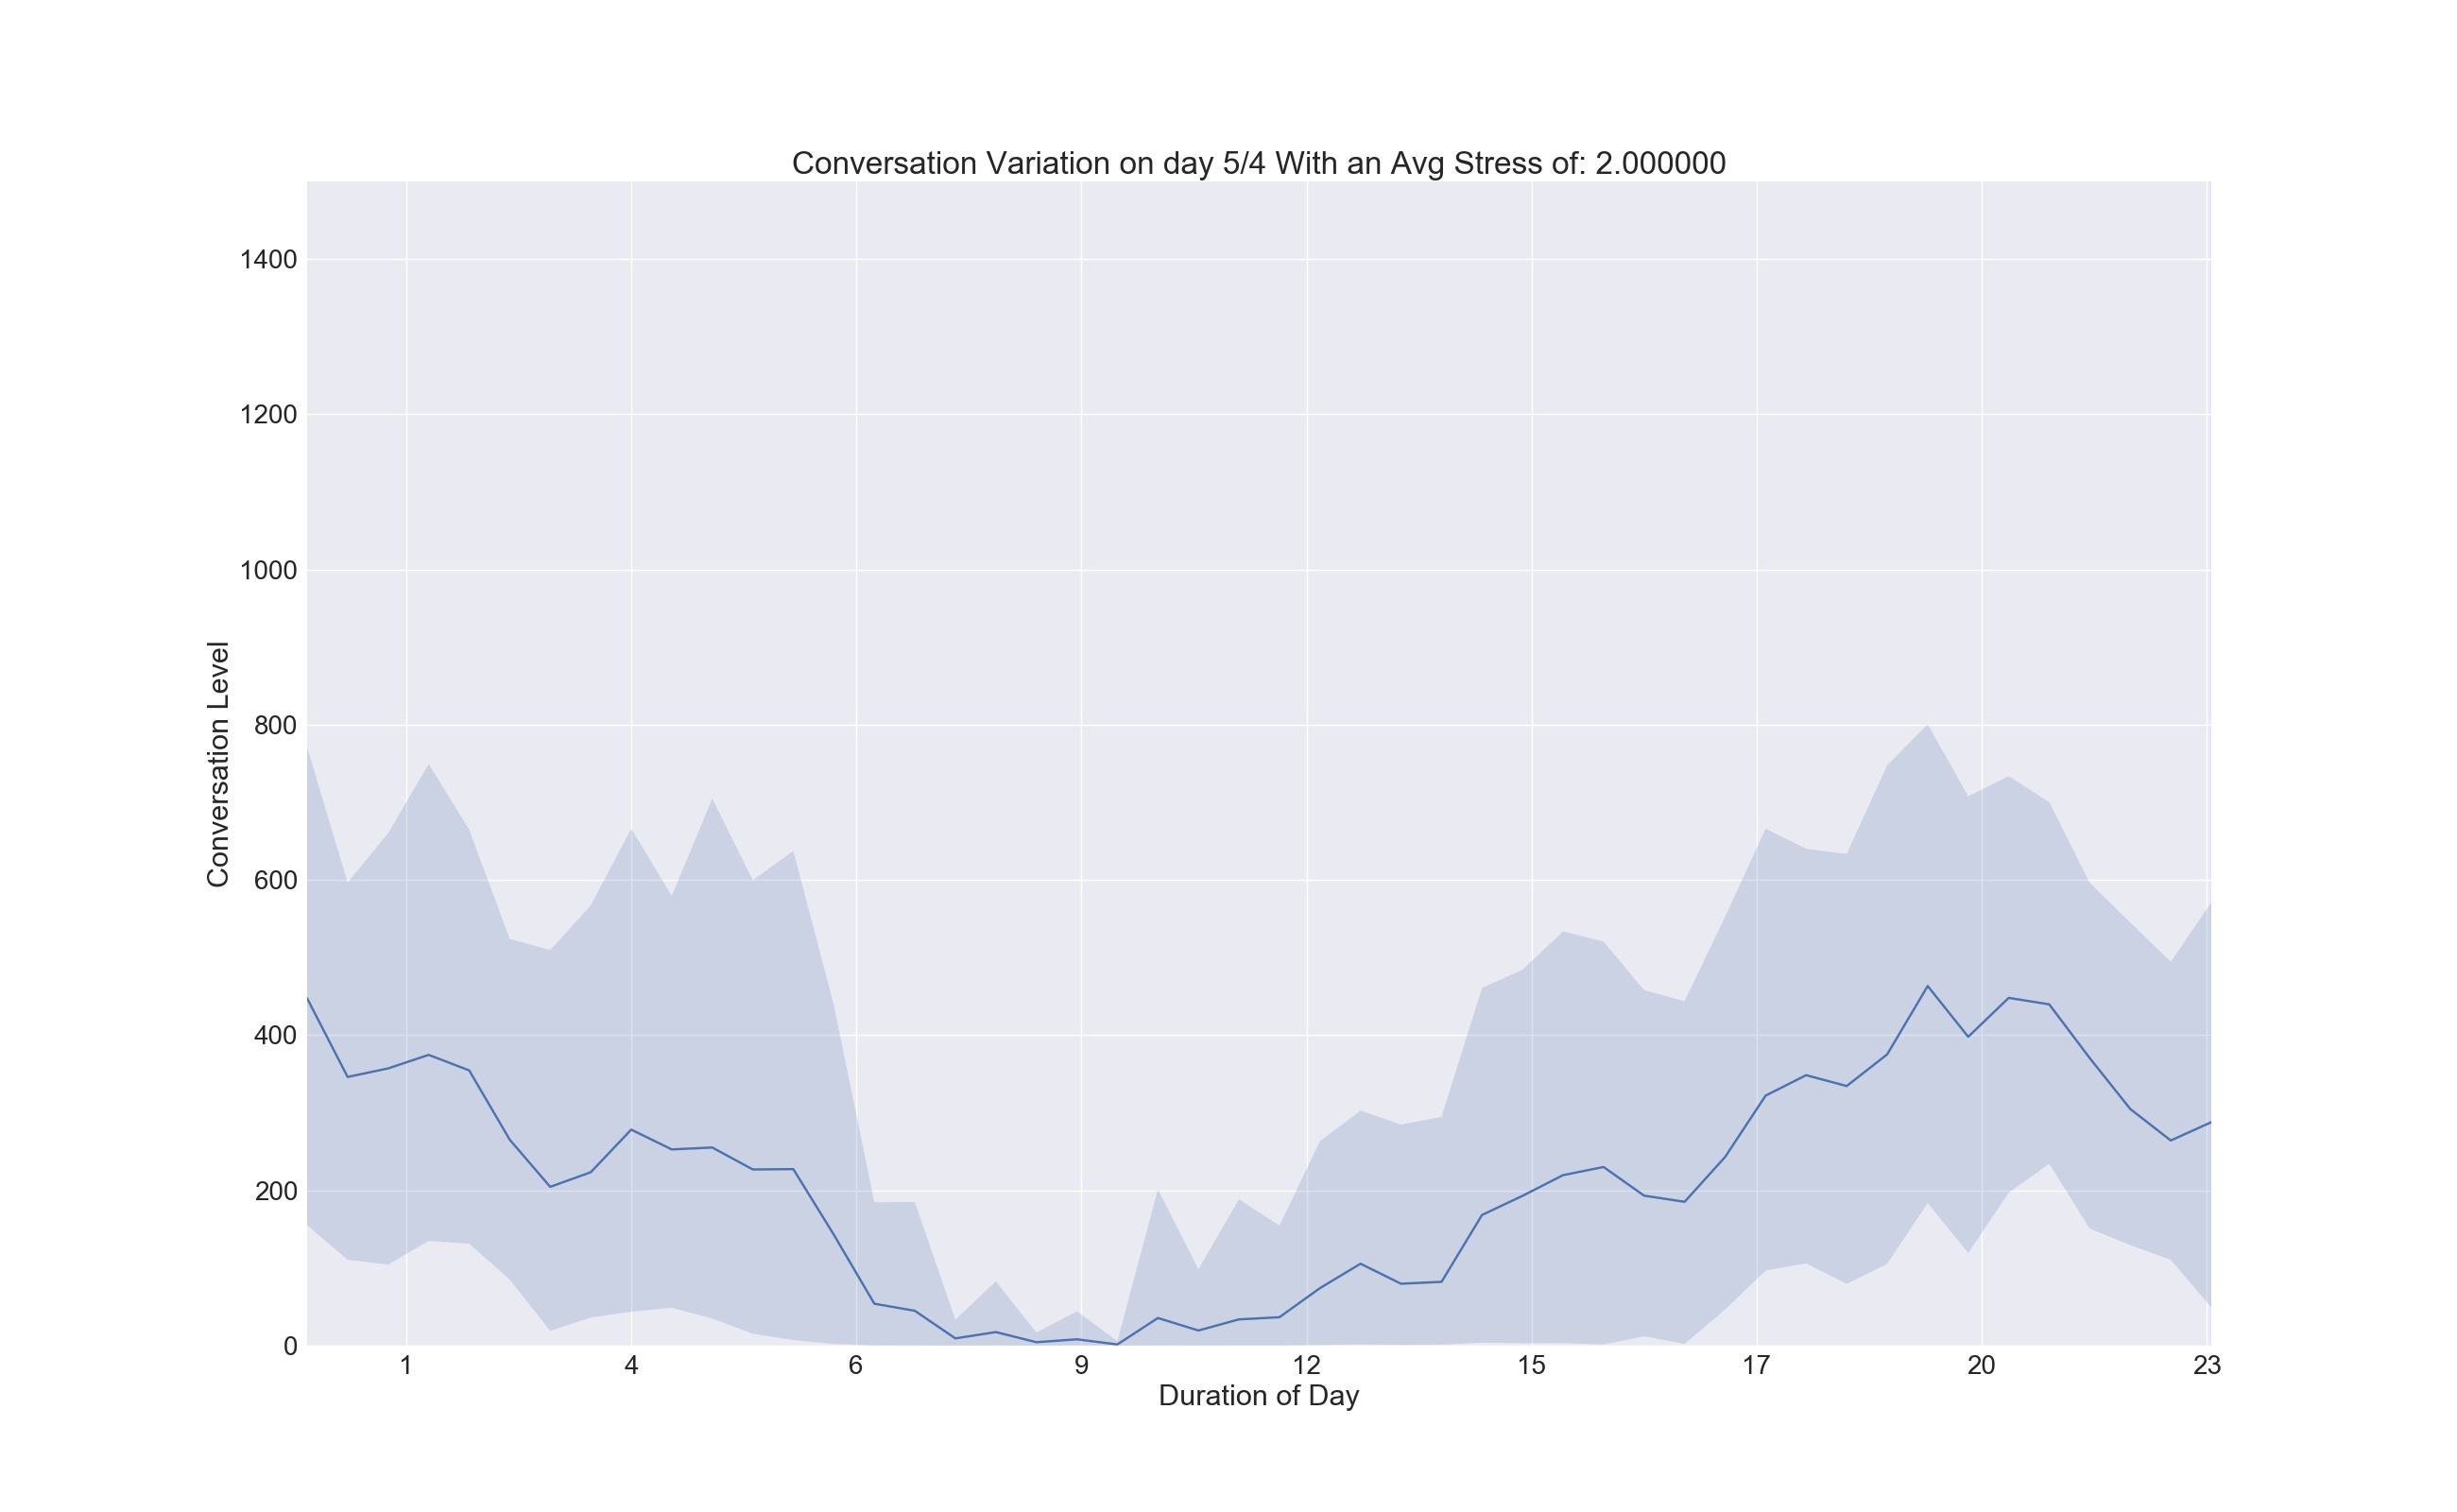 Conversation Variation on day 5/4 With an Avg Stress of: 2.000000
1400
1200
1000
800
600
400
200
0
Conversation Level
1 4 6 9 12 15 17 20 23
Duration of Day